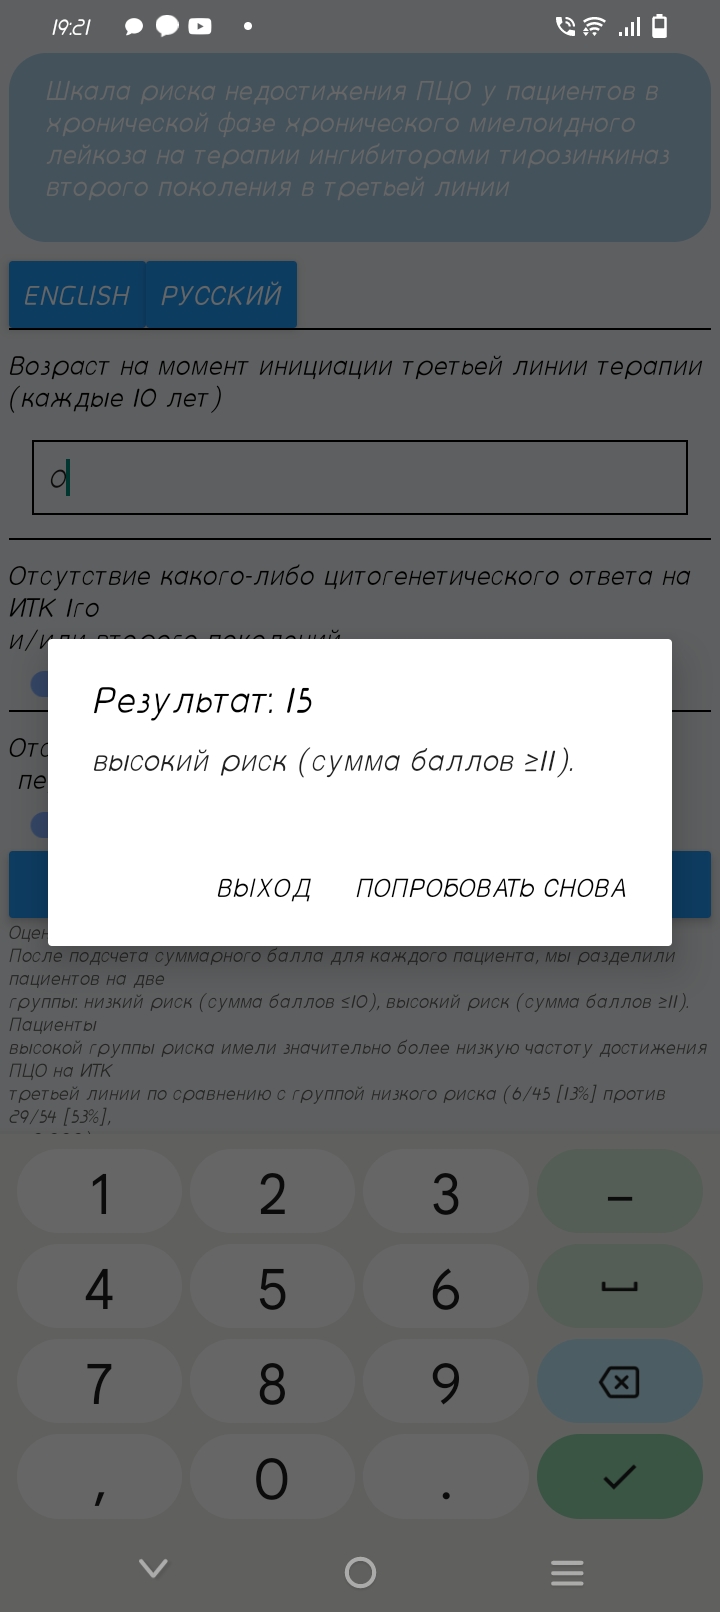 19:21
Шкала риска недостижения ПЦО у пациентов в
хронической фазе хронического миелоидного
лейкоза на терапии ингибиторами тирозинкиназ
второго поколения в третьей линии
ENGLISH РУССКИЙ
Возраст на момент инициации третьей линии терапии
(каждые 10 лет)
0
Отсутствие какого-либо цитогенетического ответа на
ИТК 1го
и/или второго поколений
Результат: 15
высокий риск (сумма баллов ≥11).
ВЫХОД ПОПРОБОВАТЬ СНОВА
После подсчета суммарного балла для каждого пациента, мы разделили
пациентов на две
группы: низкий риск (сумма баллов ≤10), высокий риск (сумма баллов ≥11).
Пациенты
высокой группы риска имели значительно более низкую частоту достижения
ПЦО на ИТК
третьей линии по сравнению с группой низкого риска (6/45 [13%] против
29/54 [53%],
1 2 3 –
4 5 6
7 8 9
, 0 .